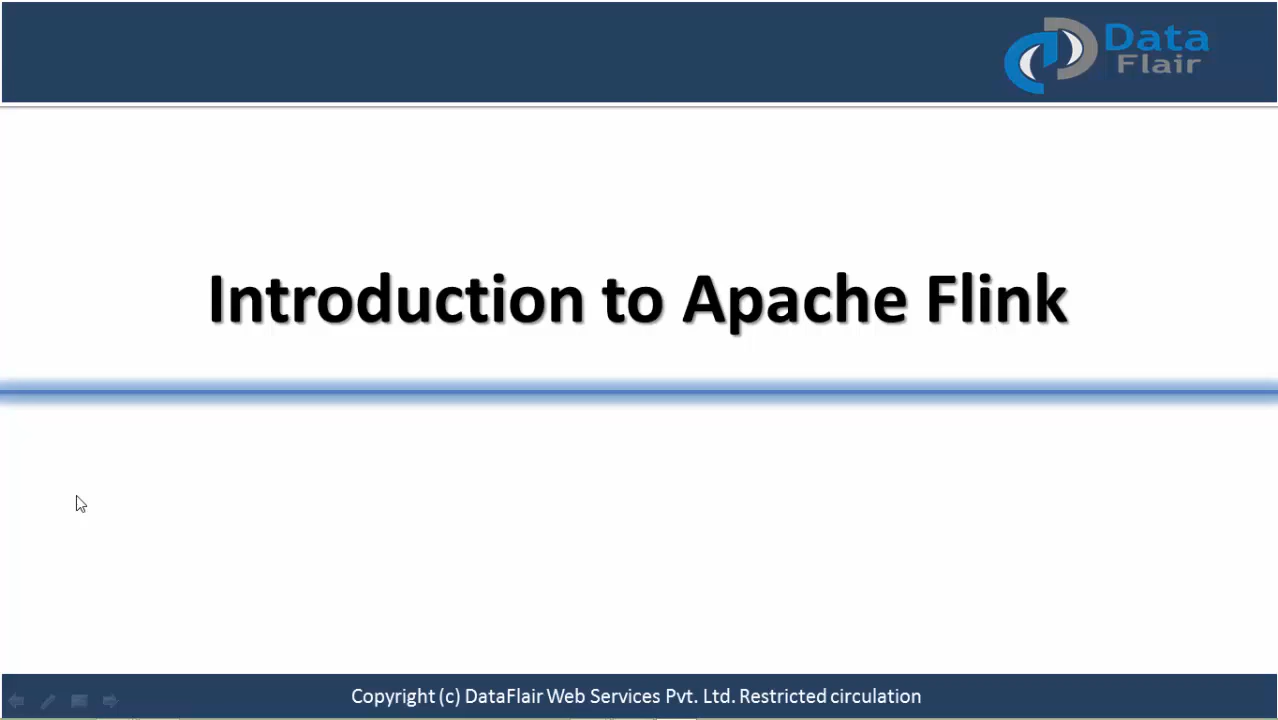 Data
Flair
Introduction to Apache Flink
Copyright (c) DataFlair Web Services Pvt. Ltd. Restricted circulation